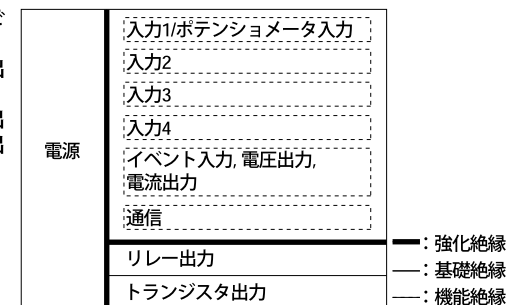 電源
入力1/ポテンショメータ入力
入力2
入力3
入力4
イベント入力, 電圧出力,
電流出力
通信
リレー出力
トランジスタ出力
：強化絶縁
：基礎絶縁
：機能絶縁